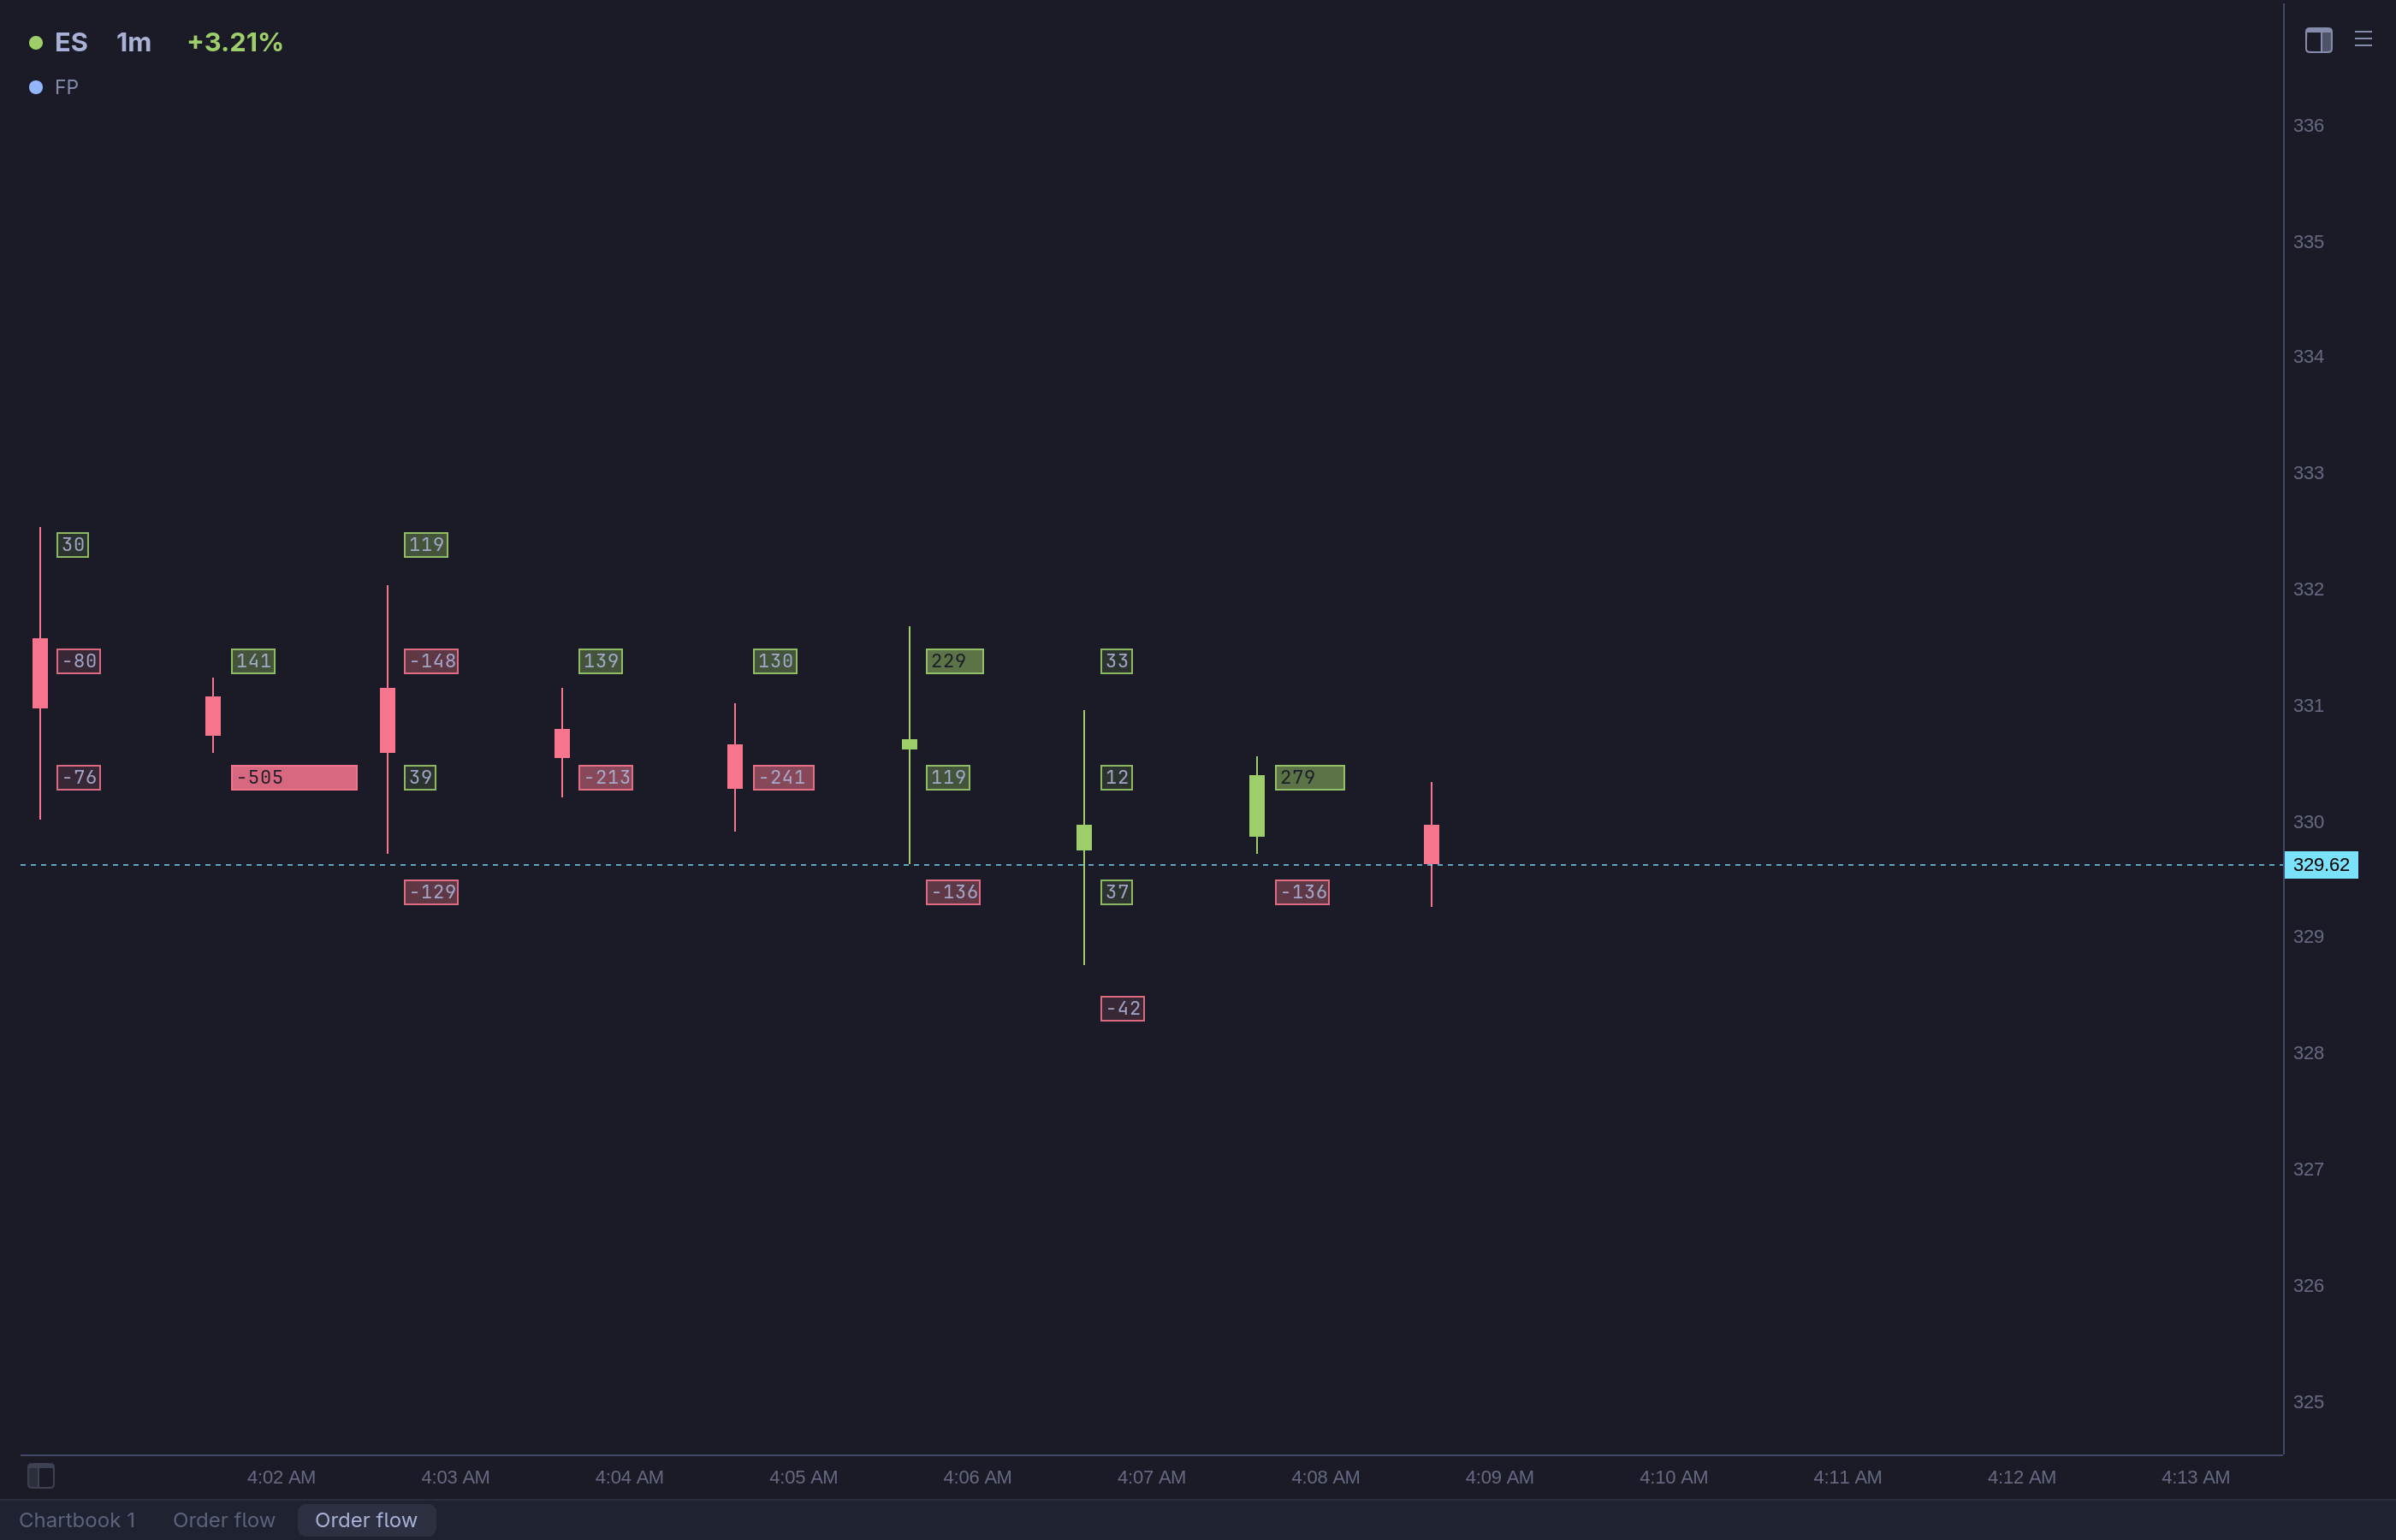 ES 1m +3.21%
FP
336
335
334
333
332
331
330
329.62
329
328
327
326
325
30 119
-80 141 -148 139 130 229 33
-76 -505 39 -213 -241 119 12 279
-129 -136 37 -136
-42
4:02 AM 4:03 AM 4:04 AM 4:05 AM 4:06 AM 4:07 AM 4:08 AM 4:09 AM 4:10 AM 4:11 AM 4:12 AM 4:13 AM
Chartbook 1 Order flow Order flow